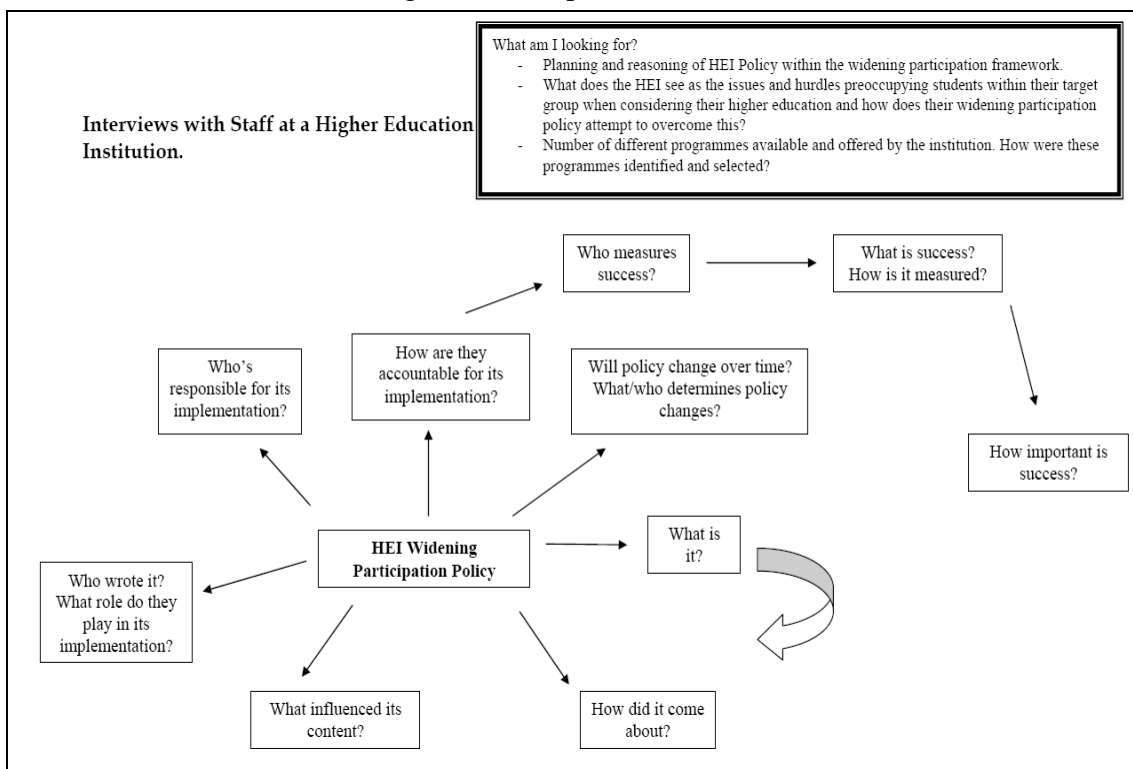 What am I looking for?
- Planning and reasoning of HEI Policy within the widening participation framework.
- What does the HEI see as the issues and hurdles preoccupying students within their target
group when considering their higher education and how does their widening participation
policy attempt to overcome this?
- Number of different programmes available and offered by the institution. How were these
programmes identified and selected?
Interviews with Staff at a Higher Education
Institution.
Who measures
success?
What is success?
How is it measured?
Who's
responsible for its
implementation?
How are they
accountable for its
implementation?
Will policy change over time?
What/who determines policy
changes?
How important is
success?
HEI Widening
Participation Policy
What is
it?
Who wrote it?
What role do they
play in its
implementation?
What influenced its
content?
How did it come
about?